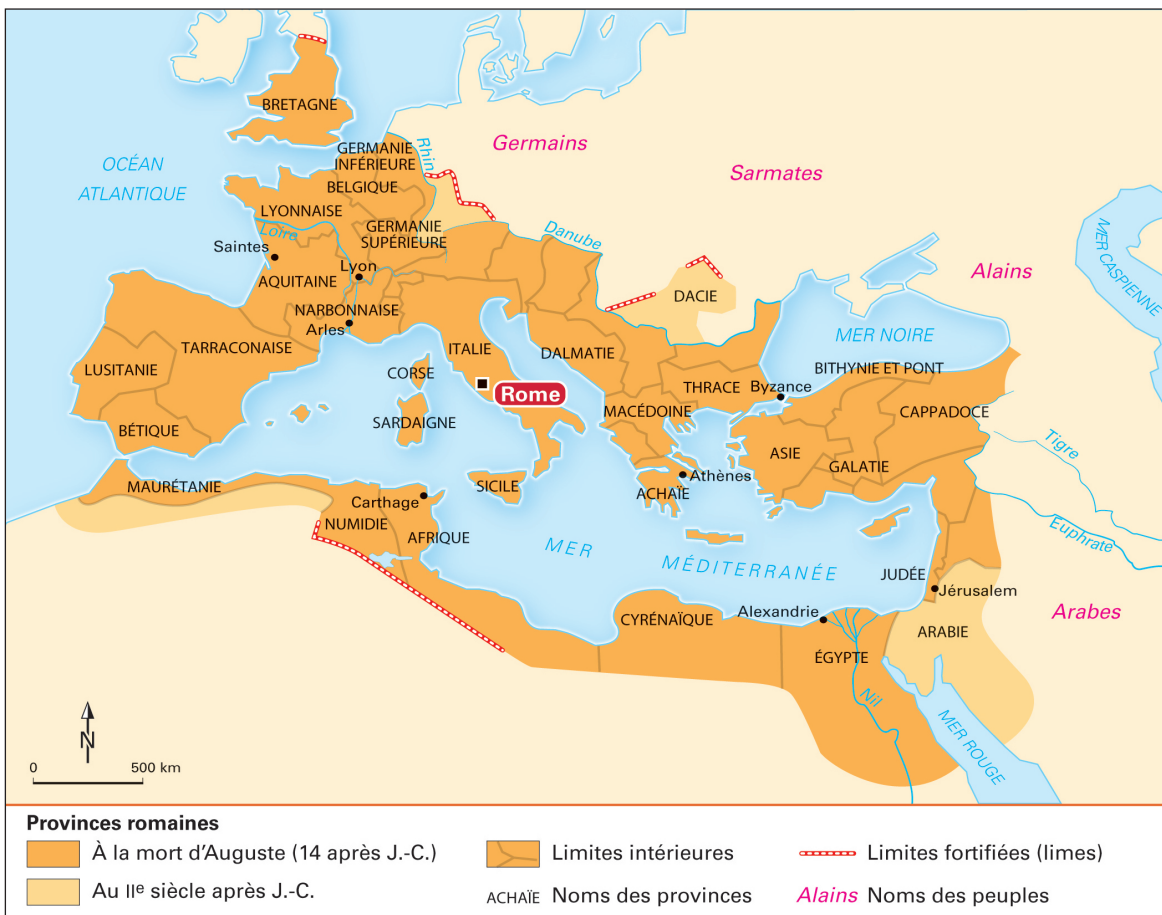 BRETAGNE
OCÉAN
ATLANTIQUE
GERMANIE
INFÉRIEURE
Rhin
Germains
BELGIQUE
Sarmates
LYONNAISE
Loire
GERMANIE
SUPÉRIEURE
Danube
Saintes
Lyon
AQUITAINE
Alains
MER CASPIENNE
DACIE
NARBONNAISE
Arles
MER NOIRE
TARRACONAISE
ITALIE
DALMATIE
LUSITANIE
CORSE
BITHYNIE ET PONT
Rome
THRACE
Byzance
MACÉDOINE
CAPPADOCE
SARDAIGNE
BÉTIQUE
Tigre
ASIE
GALATIE
Athènes
MAURÉTANIE
SICILE
ACHAÏE
Carthage
NUMIDIE
AFRIQUE
Euphrate
MER MÉDITERRANÉE
JUDÉE
Jérusalem
Alexandrie
CYRÉNAÏQUE
Arabes
ARABIE
ÉGYPTE
Nil
MER ROUGE
N
0 500 km
Provinces romaines
À la mort d'Auguste (14 après J.-C.)
Au IIe siècle après J.-C.
Limites intérieures
ACHAÏE Noms des provinces
Limites fortifiées (limes)
Alains Noms des peuples